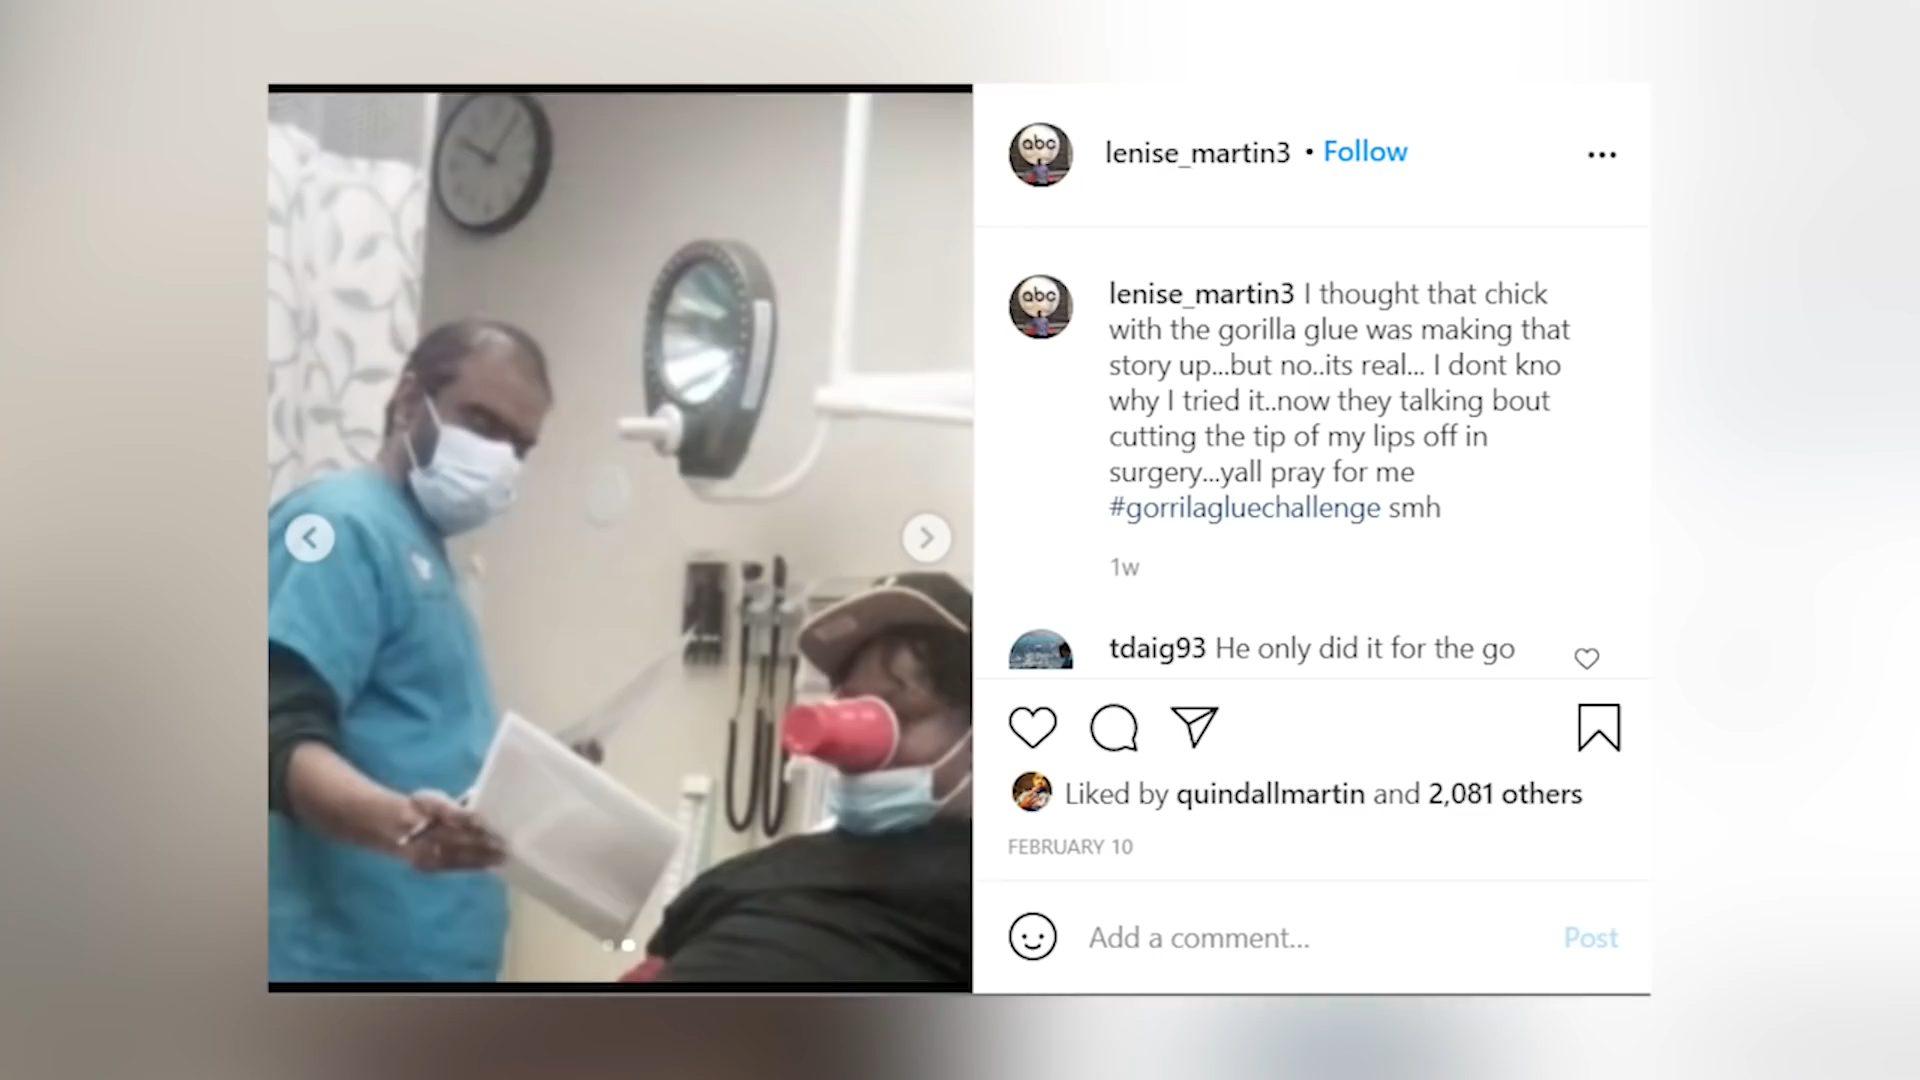 abc
lenise_martin3 • Follow
abc
lenise_martin3 I thought that chick
with the gorilla glue was making that
story up...but no..its real... I dont kno
why I tried it..now they talking bout
cutting the tip of my lips off in
surgery...yall pray for me
#gorrilagluechallenge smh
1w
tdaig93 He only did it for the go
Liked by quindallmartin and 2,081 others
FEBRUARY 10
Add a comment...
Post